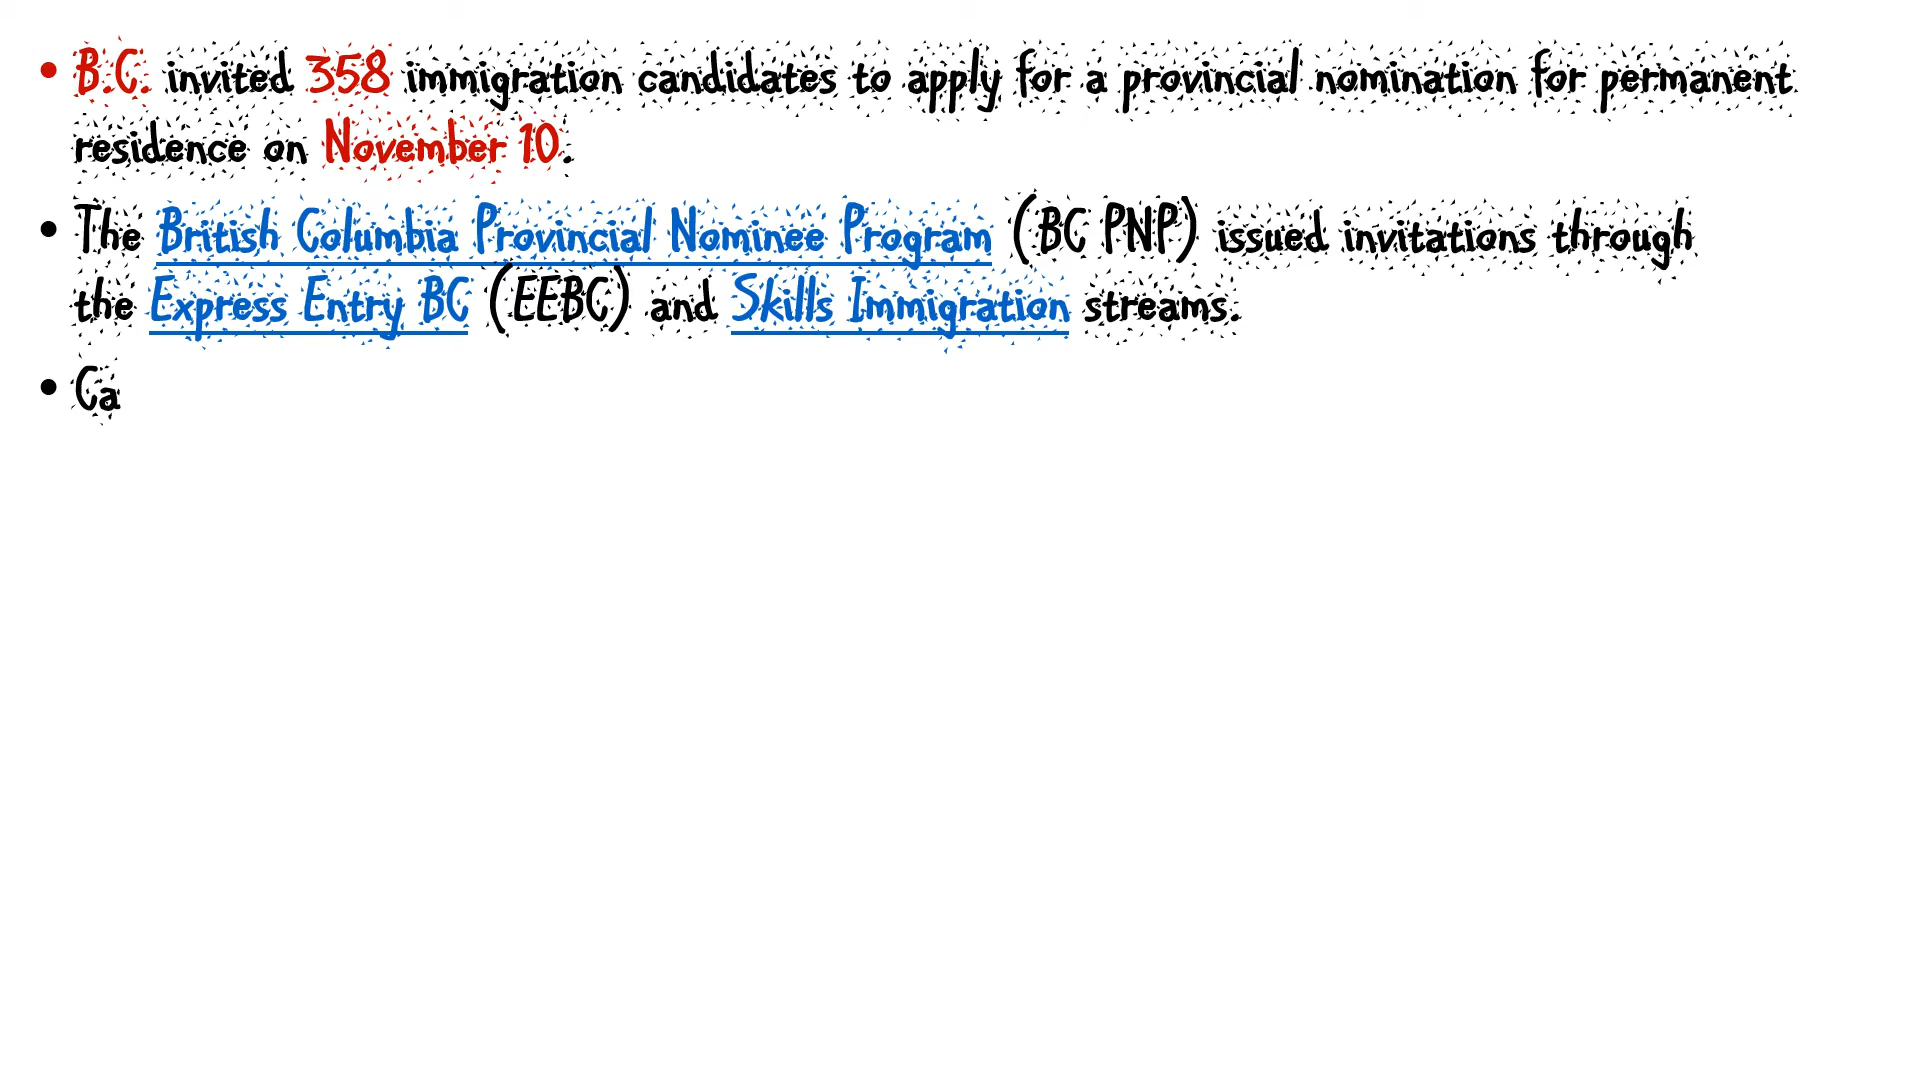 • B.C. invited 358 immigration candidates to apply for a provincial nomination for permanent
residence on November 10.
• The British Columbia Provincial Nominee Program (BC PNP) issued invitations through
the Express Entry BC (EEBC) and Skills Immigration streams.
• Ca